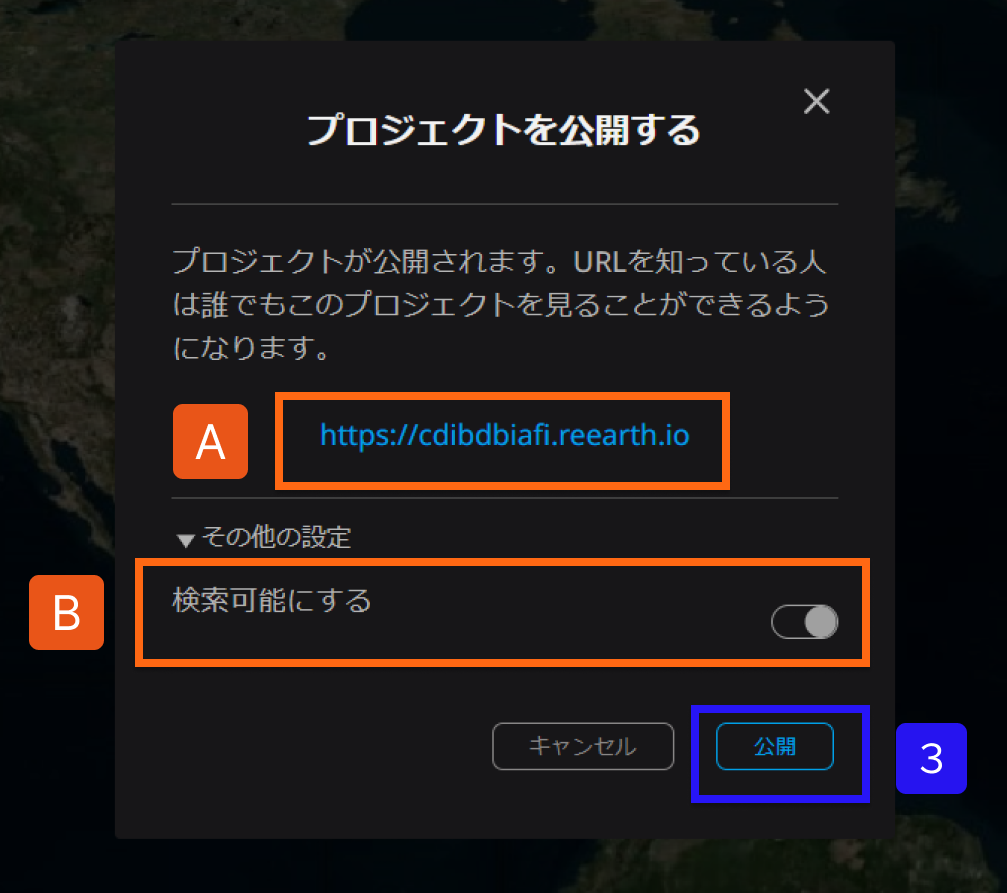 プロジェクトを公開する
プロジェクトが公開されます。URLを知っている人
は誰でもこのプロジェクトを見ることができるよう
になります。
A
https://cdibdbiafi.reearth.io
▼その他の設定
B
検索可能にする
キャンセル
公開
3